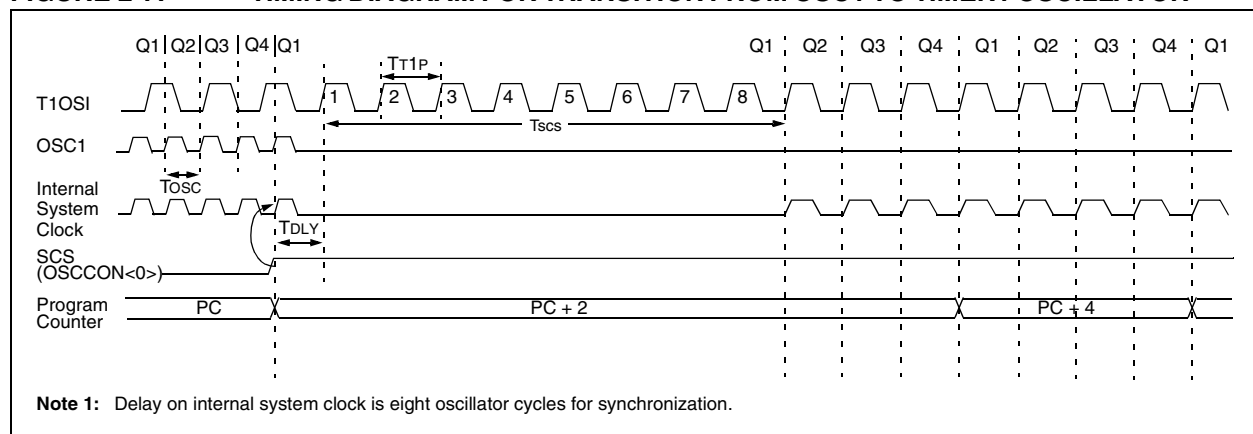 Q1 Q2 Q3 Q4 Q1 Q1 Q2 Q3 Q4 Q1 Q2 Q3 Q4 Q1
TT1P
T1OSI 1 2 3 4 5 6 7 8
TSCS
OSC1
TOSC
Internal
System
Clock
TDLY
SCS
(OSCCON<0>)
Program
Counter
PC PC + 2 PC + 4
Note 1: Delay on internal system clock is eight oscillator cycles for synchronization.